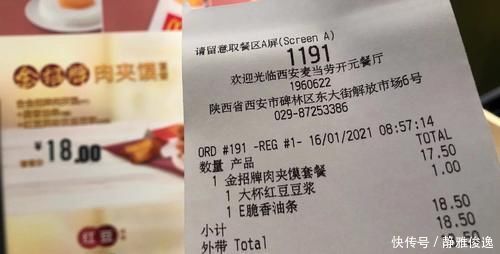 金招牌肉夹馍套餐
¥18.00
红豆
请留意取餐区A屏(Screen A)
1191
欢迎光临西安麦当劳开元餐厅
1960622
陕西省西安市碑林区东大街解放市场6号
029-87253386
ORD #191 -REG #1- 16/01/2021 08:57:14
数量 产品 TOTAL
1 金招牌肉夹馍套餐 17.50
1 大杯红豆豆浆 1.00
1 E脆香油条
小计 18.50
外带 Total 18.50
18.50
快传号／静雅俊逸